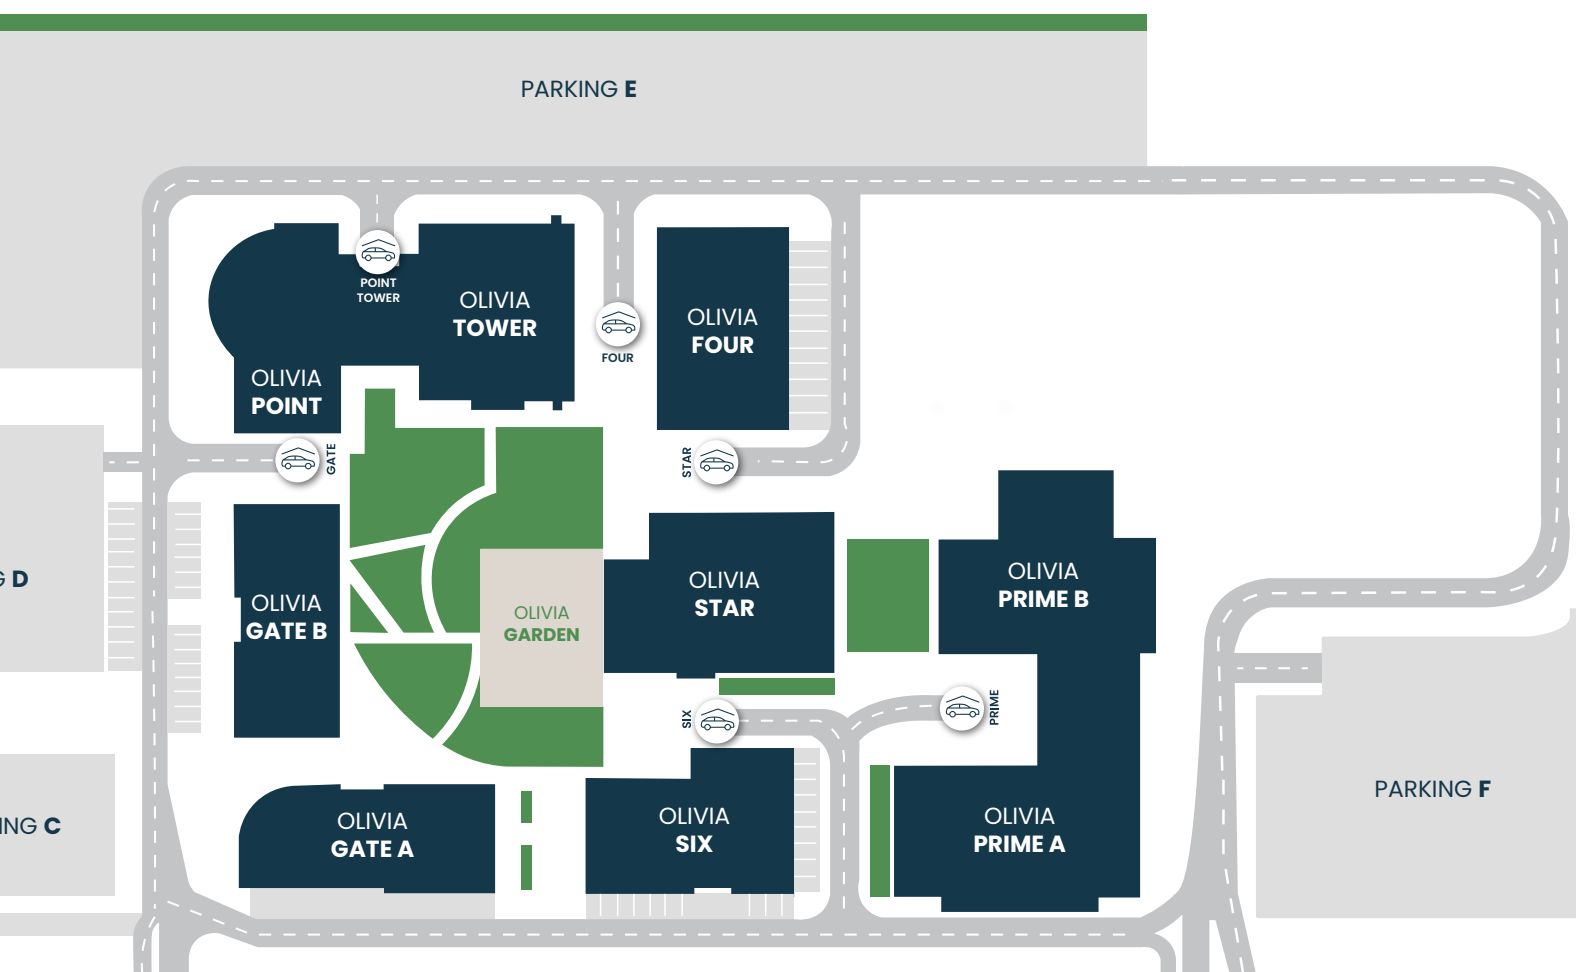 PARKING E
POINT
TOWER
OLIVIA
TOWER
OLIVIA
FOUR
FOUR
OLIVIA
POINT
GATE
STAR
OLIVIA
PRIME B
OLIVIA
STAR
G D
OLIVIA
GATE B
OLIVIA
GARDEN
SIX
PRIME
PARKING F
OLIVIA
GATE A
OLIVIA
SIX
OLIVIA
PRIME A
ING C